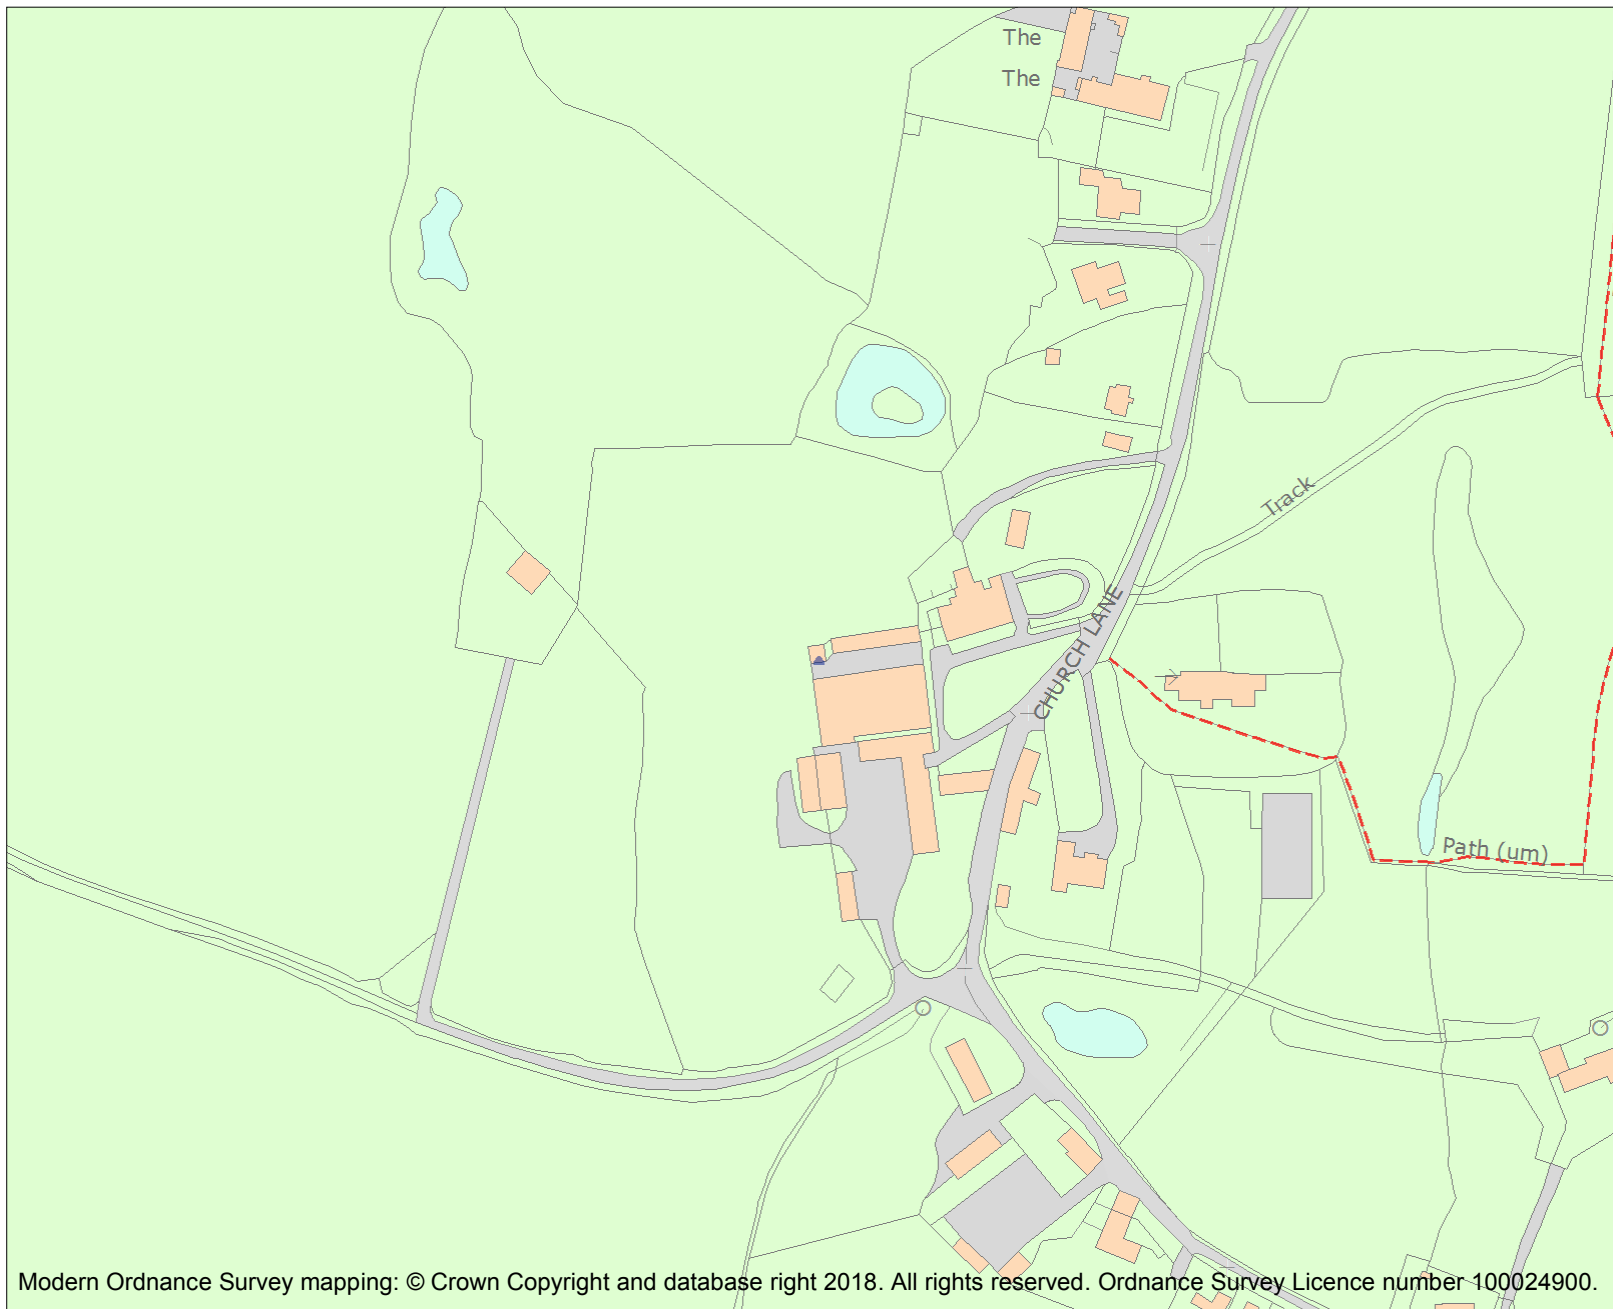 The
The
Track
CHURCH LANE
Path (um)
Modern Ordnance Survey mapping: © Crown Copyright and database right 2018. All rights reserved. Ordnance Survey Licence number 100024900.